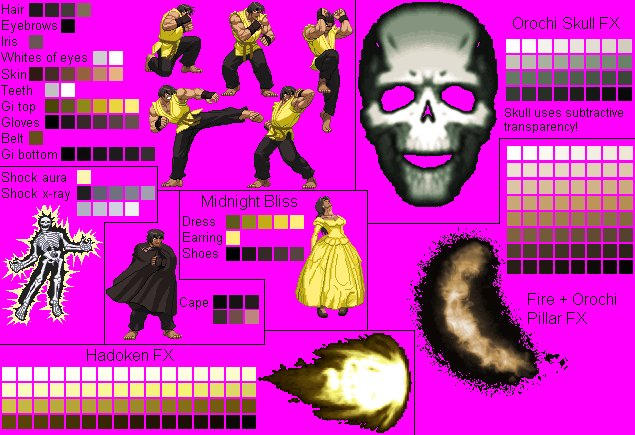 Hair
Eyebrows
Iris
Whites of eyes
Skin
Teeth
Gi top
Gloves
Belt
Gi bottom
Shock aura
Shock x-ray
Orochi Skull FX
Skull uses subtractive
transparency!
Midnight Bliss
Dress
Earring
Shoes
Cape
Fire + Orochi
Pillar FX
Hadoken FX